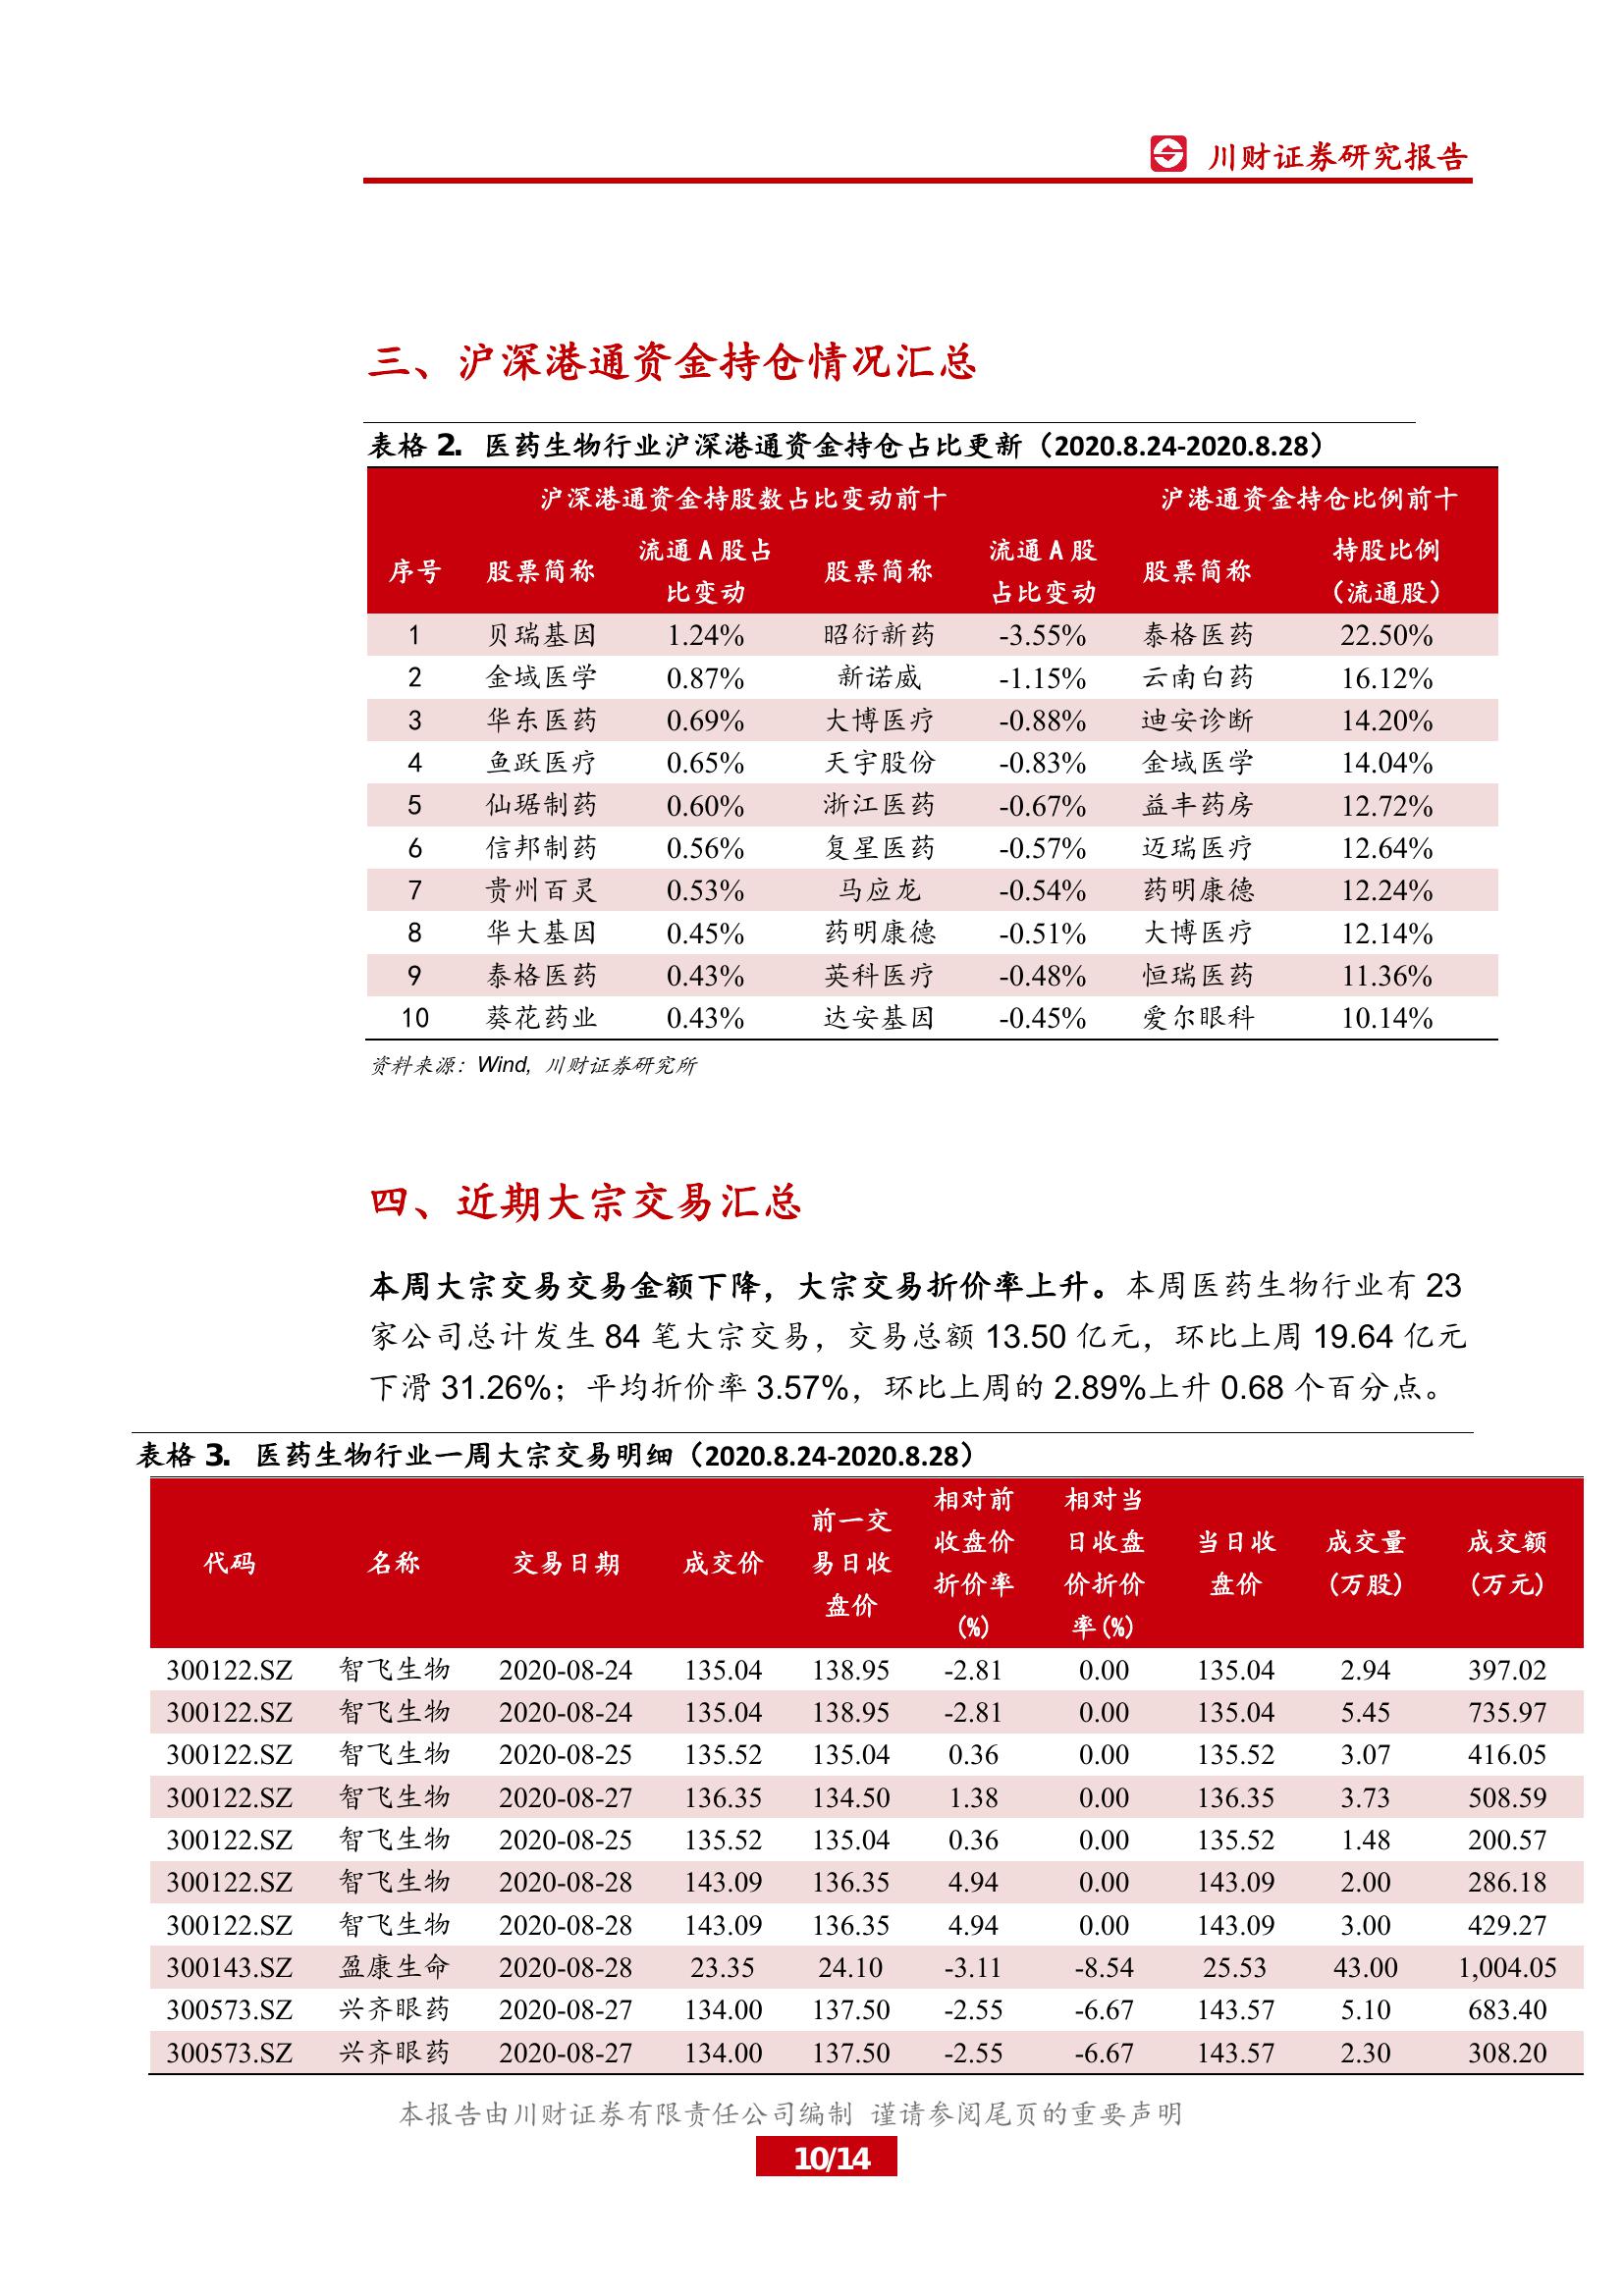 川财证券研究报告
三、沪深港通资金持仓情况汇总
表格 2. 医药生物行业沪深港通资金持仓占比更新（2020.8.24-2020.8.28）
沪深港通资金持股数占比变动前十 沪港通资金持仓比例前十
序号 股票简称 流通 A 股占比变动 股票简称 流通 A 股占比变动 股票简称 持股比例（流通股）
1 贝瑞基因 1.24% 昭衍新药 -3.55% 泰格医药 22.50%
2 金域医学 0.87% 新诺威 -1.15% 云南白药 16.12%
3 华东医药 0.69% 大博医疗 -0.88% 迪安诊断 14.20%
4 鱼跃医疗 0.65% 天宇股份 -0.83% 金域医学 14.04%
5 仙琚制药 0.60% 浙江医药 -0.67% 益丰药房 12.72%
6 信邦制药 0.56% 复星医药 -0.57% 迈瑞医疗 12.64%
7 贵州百灵 0.53% 马应龙 -0.54% 药明康德 12.24%
8 华大基因 0.45% 药明康德 -0.51% 大博医疗 12.14%
9 泰格医药 0.43% 英科医疗 -0.48% 恒瑞医药 11.36%
10 葵花药业 0.43% 达安基因 -0.45% 爱尔眼科 10.14%
资料来源：Wind, 川财证券研究所
四、近期大宗交易汇总
本周大宗交易交易金额下降，大宗交易折价率上升。本周医药生物行业有 23
家公司总计发生 84 笔大宗交易，交易总额 13.50 亿元，环比上周 19.64 亿元
下滑 31.26%；平均折价率 3.57%，环比上周的 2.89%上升 0.68 个百分点。
表格 3. 医药生物行业一周大宗交易明细（2020.8.24-2020.8.28）
代码 名称 交易日期 成交价 前一交易日收盘价 相对前收盘价折价率(%) 相对当日收盘价折价率(%) 当日收盘价 成交量(万股) 成交额(万元)
300122.SZ 智飞生物 2020-08-24 135.04 138.95 -2.81 0.00 135.04 2.94 397.02
300122.SZ 智飞生物 2020-08-24 135.04 138.95 -2.81 0.00 135.04 5.45 735.97
300122.SZ 智飞生物 2020-08-25 135.52 135.04 0.36 0.00 135.52 3.07 416.05
300122.SZ 智飞生物 2020-08-27 136.35 134.50 1.38 0.00 136.35 3.73 508.59
300122.SZ 智飞生物 2020-08-25 135.52 135.04 0.36 0.00 135.52 1.48 200.57
300122.SZ 智飞生物 2020-08-28 143.09 136.35 4.94 0.00 143.09 2.00 286.18
300122.SZ 智飞生物 2020-08-28 143.09 136.35 4.94 0.00 143.09 3.00 429.27
300143.SZ 盈康生命 2020-08-28 23.35 24.10 -3.11 -8.54 25.53 43.00 1,004.05
300573.SZ 兴齐眼药 2020-08-27 134.00 137.50 -2.55 -6.67 143.57 5.10 683.40
300573.SZ 兴齐眼药 2020-08-27 134.00 137.50 -2.55 -6.67 143.57 2.30 308.20
本报告由川财证券有限责任公司编制 谨请参阅尾页的重要声明
10/14